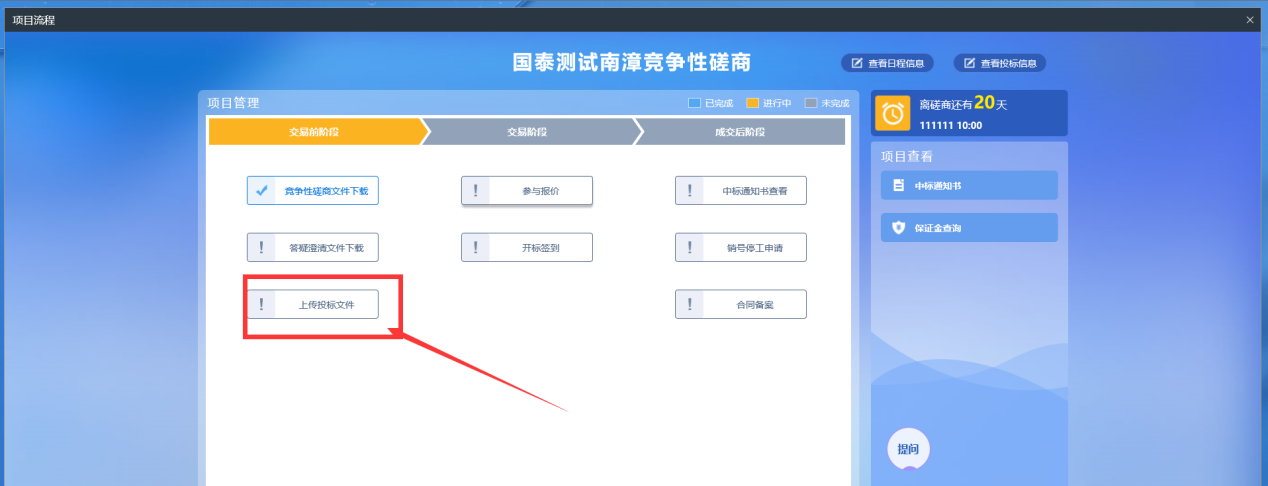 项目流程
国泰测试南漳竞争性磋商
查看日程信息
查看投标信息
项目管理
已完成
进行中
未完成
交易前阶段
交易阶段
成交后阶段
竞争性磋商文件下载
参与报价
中标通知书查看
答疑澄清文件下载
开标签到
销号停工申请
上传投标文件
合同备案
离磋商还有20天
111111 10:00
项目查看
中标通知书
保证金查询
提问